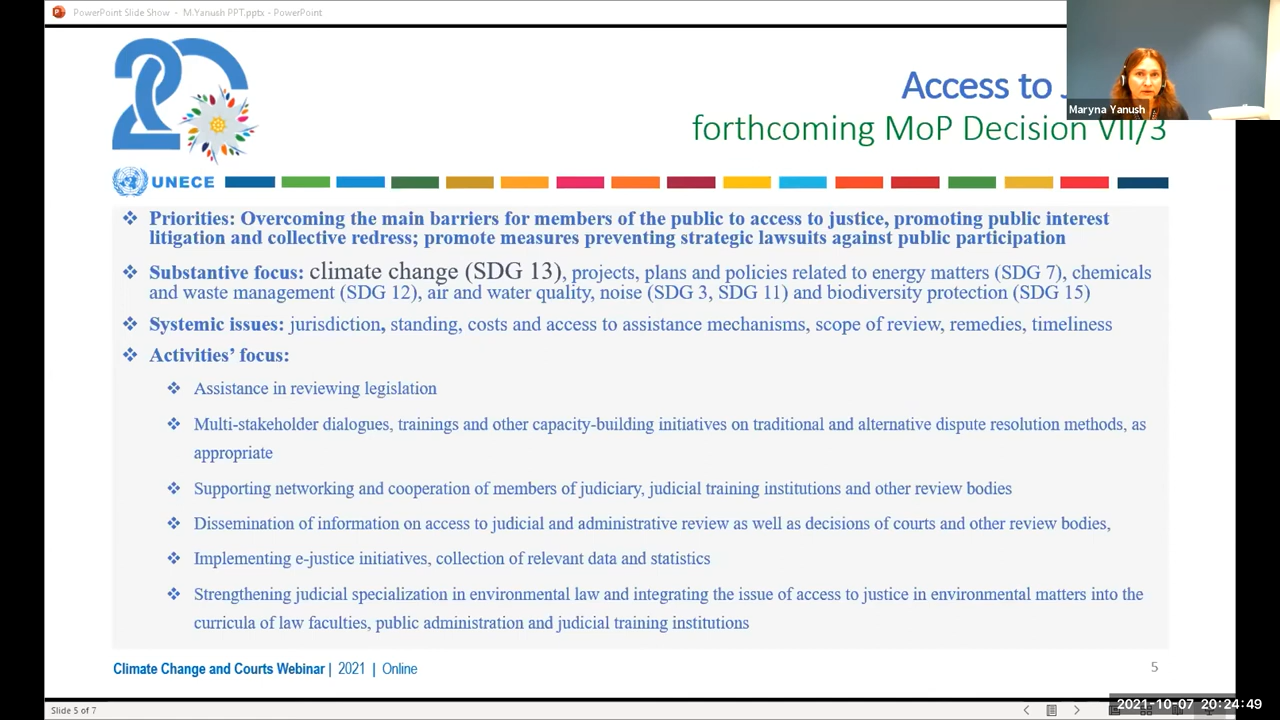 PowerPoint Slide Show - M.Yanush PPT.pptx - PowerPoint
20
Access to
Maryna Yanush
forthcoming MoP Decision VII/3
UNECE
❖ Priorities: Overcoming the main barriers for members of the public to access to justice, promoting public interest
litigation and collective redress; promote measures preventing strategic lawsuits against public participation
❖ Substantive focus: climate change (SDG 13), projects, plans and policies related to energy matters (SDG 7), chemicals
and waste management (SDG 12), air and water quality, noise (SDG 3, SDG 11) and biodiversity protection (SDG 15)
❖ Systemic issues: jurisdiction, standing, costs and access to assistance mechanisms, scope of review, remedies, timeliness
❖ Activities’ focus:
❖ Assistance in reviewing legislation
❖ Multi-stakeholder dialogues, trainings and other capacity-building initiatives on traditional and alternative dispute resolution methods, as
appropriate
❖ Supporting networking and cooperation of members of judiciary, judicial training institutions and other review bodies
❖ Dissemination of information on access to judicial and administrative review as well as decisions of courts and other review bodies,
❖ Implementing e-justice initiatives, collection of relevant data and statistics
❖ Strengthening judicial specialization in environmental law and integrating the issue of access to justice in environmental matters into the
curricula of law faculties, public administration and judicial training institutions
Climate Change and Courts Webinar | 2021 | Online
5
Slide 5 of 7
2021-10-07 20:24:49